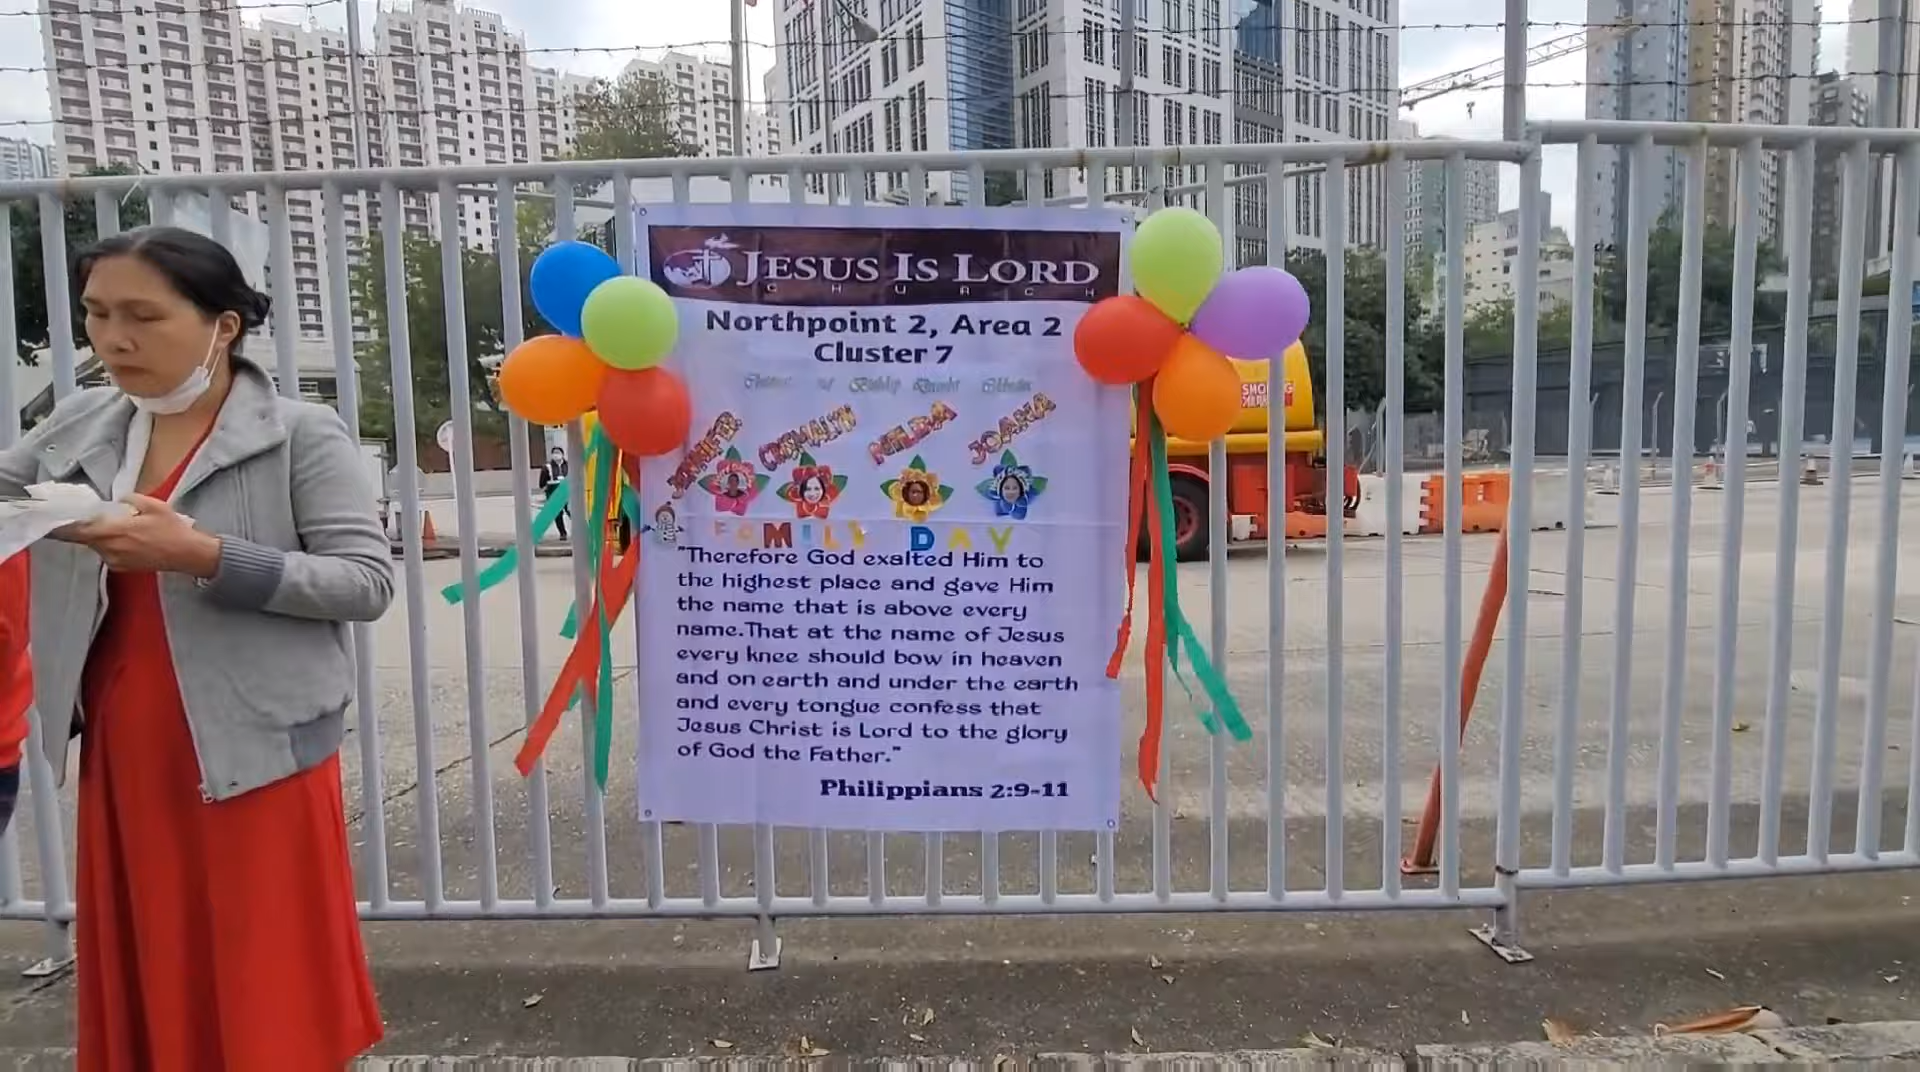 JESUS IS LORD
CHURCH
Northpoint 2, Area 2
Cluster 7
JENNIFER CRISMALYN NELBA JOANA
FAMILY DAY
"Therefore God exalted Him to
the highest place and gave Him
the name that is above every
name.That at the name of Jesus
every knee should bow in heaven
and on earth and under the earth
and every tongue confess that
Jesus Christ is Lord to the glory
of God the Father."
Philippians 2:9-11